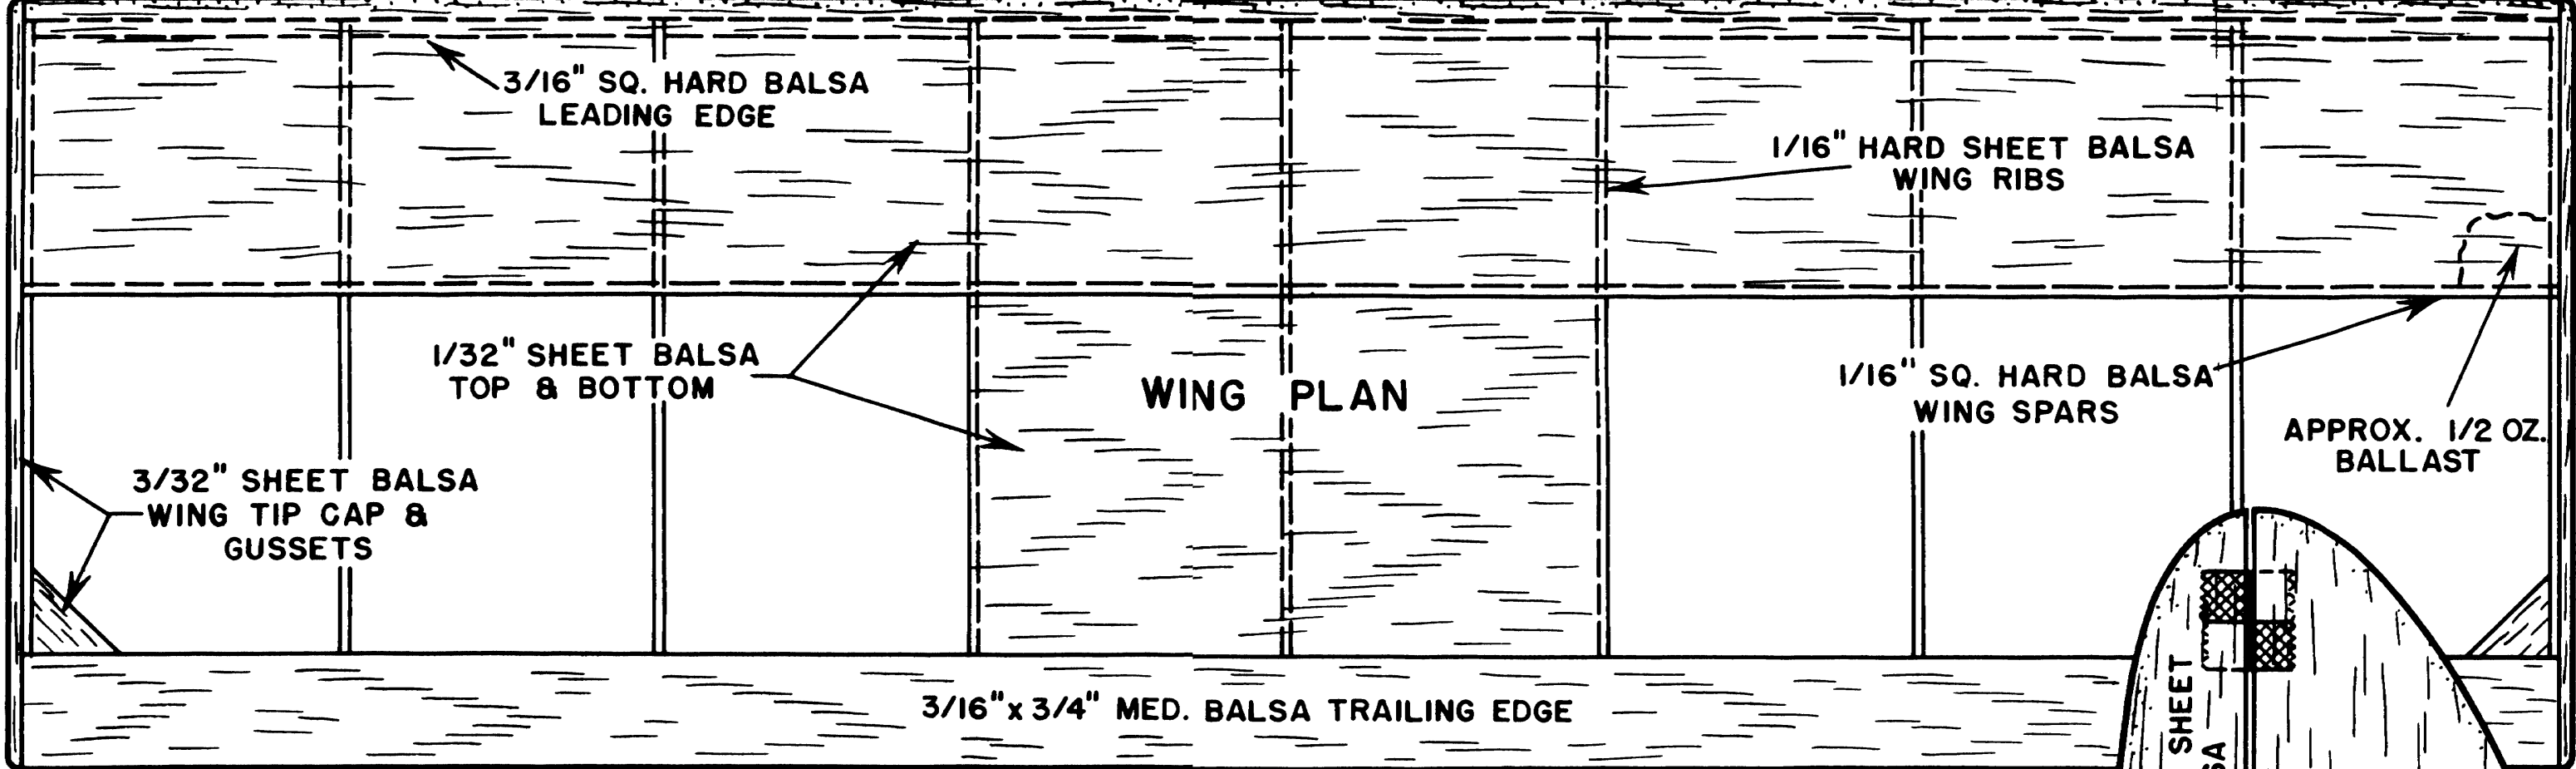 3/16" SQ. HARD BALSA
LEADING EDGE
1/16" HARD SHEET BALSA
WING RIBS
1/32" SHEET BALSA
TOP & BOTTOM
WING PLAN
1/16" SQ. HARD BALSA
WING SPARS
APPROX. 1/2 OZ.
BALLAST
3/32" SHEET BALSA
WING TIP CAP &
GUSSETS
3/16" x 3/4" MED. BALSA TRAILING EDGE
SHEET